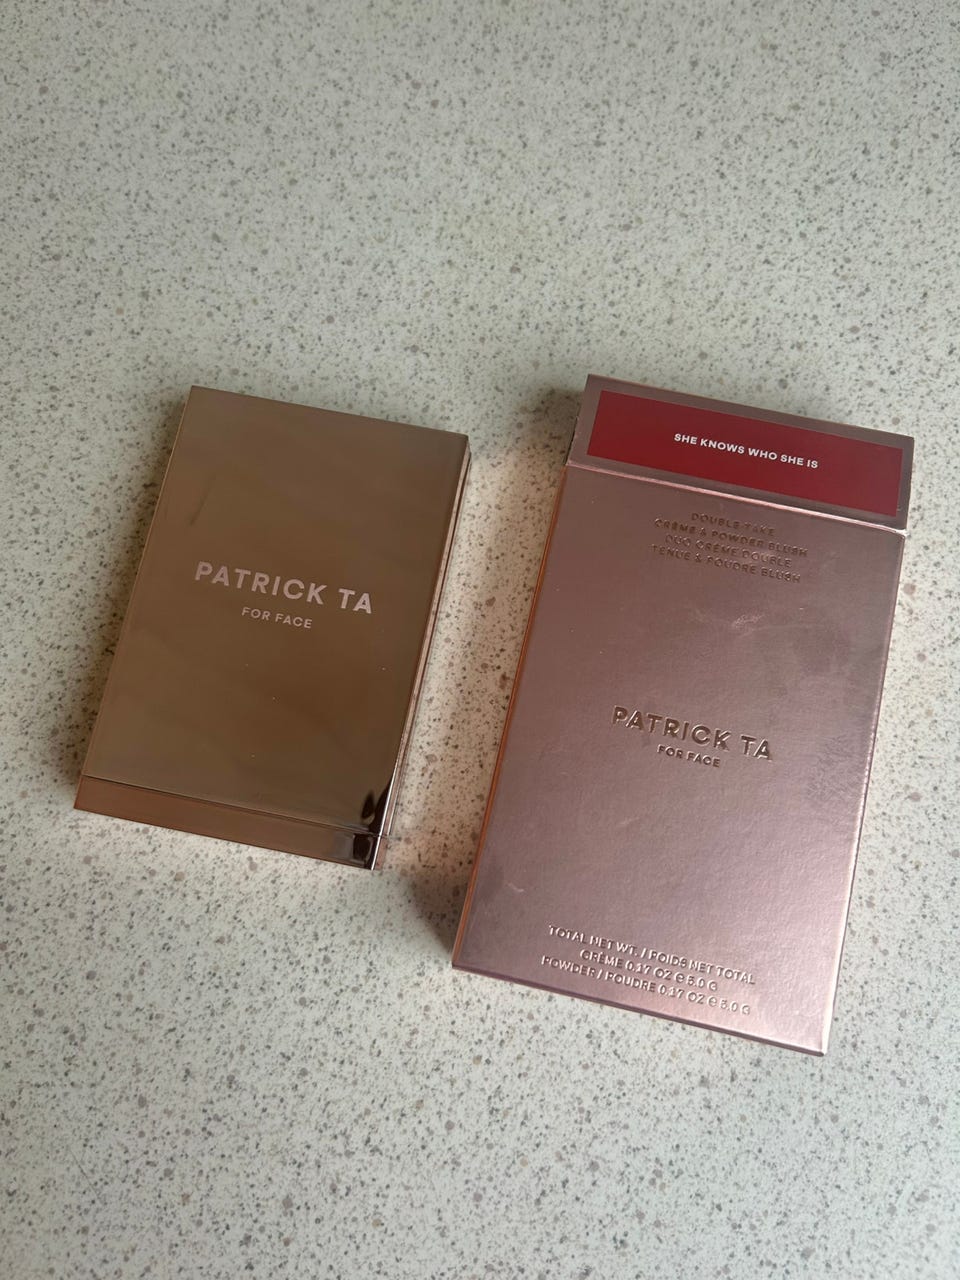 PATRICK TA
FOR FACE
SHE KNOWS WHO SHE IS
DOUBLE TAKE
CRÈME & POWDER BLUSH
DUO CRÈME DOUBLE
TENUE & POUDRE BLUSH
PATRICK TA
FOR FACE
TOTAL NET WT. / POIDS NET TOTAL
CRÈME 0.17 OZ ℮ 5.0 G
POWDER / POUDRE 0.17 OZ ℮ 5.0 G